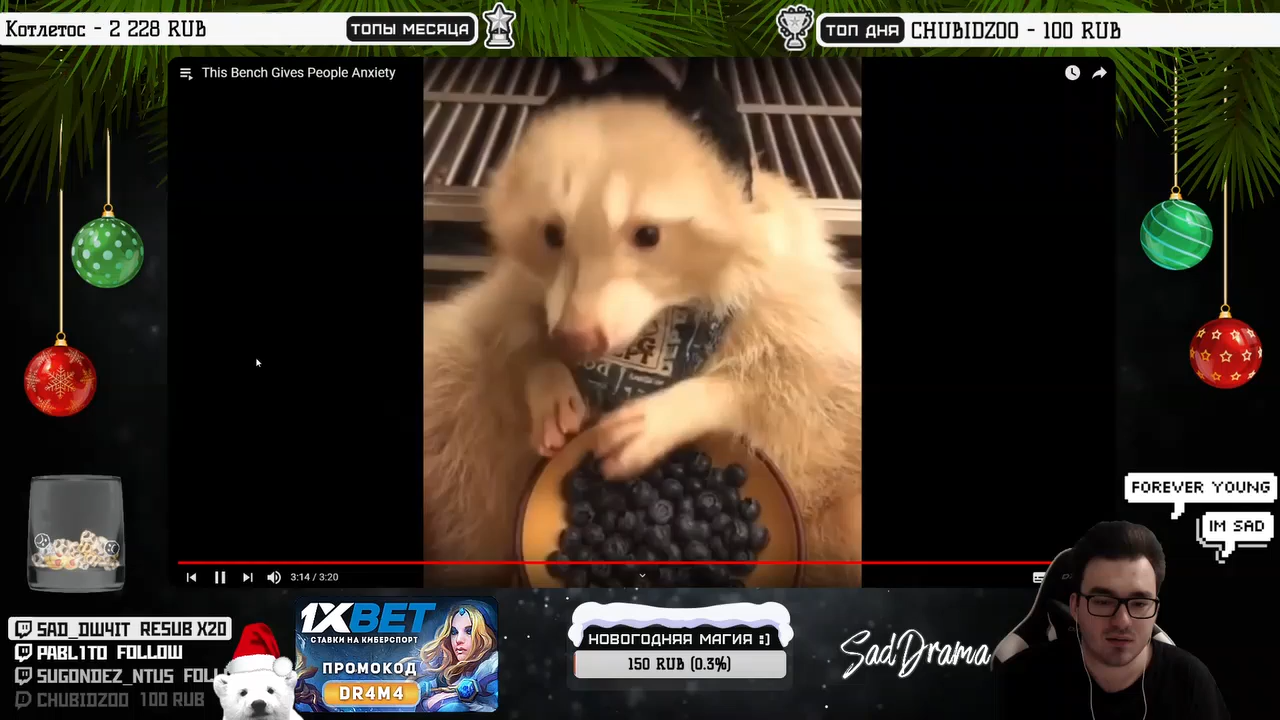 Котлетос - 2 228 RUB
ТОПЫ МЕСЯЦА
ТОП ДНЯ
CHUBIDZOO - 100 RUB
This Bench Gives People Anxiety
3:14 / 3:20
FOREVER YOUNG
IM SAD
SAD_DW4IT RESUB X20
PABL1TO FOLLOW
SUGONDEZ_NTUS FOLL
CHUBIDZOO 100 RUB
1XBET
СТАВКИ НА КИБЕРСПОРТ
ПРОМОКОД
DR4M4
НОВОГОДНЯЯ МАГИЯ :)
150 RUB (0.3%)
SadDrama